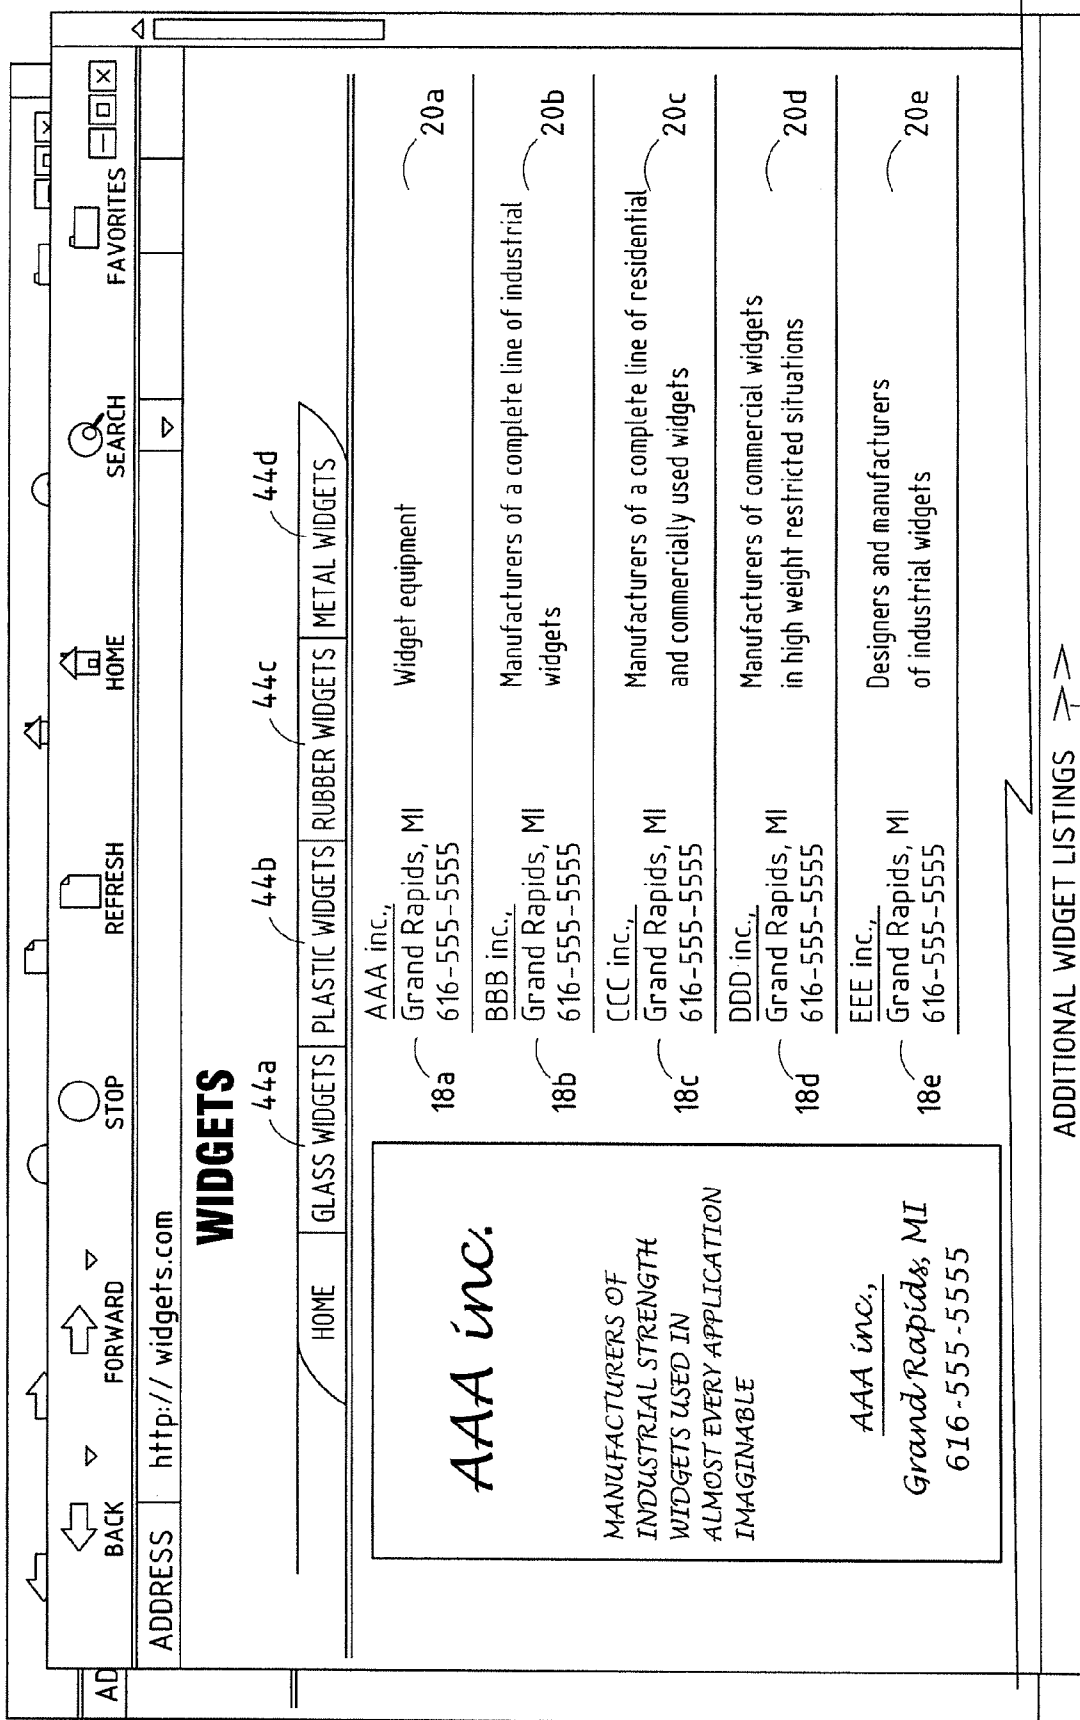 BACK FORWARD STOP REFRESH HOME SEARCH FAVORITES
AD
ADDRESS http:// widgets.com
WIDGETS
44a 44b 44c 44d
HOME GLASS WIDGETS PLASTIC WIDGETS RUBBER WIDGETS METAL WIDGETS
AAA inc.
MANUFACTURERS OF
INDUSTRIAL STRENGTH
WIDGETS USED IN
ALMOST EVERY APPLICATION
IMAGINABLE
AAA inc.,
Grand Rapids, MI
616-555-5555
AAA inc.,
Grand Rapids, MI Widget equipment
18a 616-555-5555 20a
BBB inc., Manufacturers of a complete line of industrial
Grand Rapids, MI widgets
18b 616-555-5555 20b
CCC inc., Manufacturers of a complete line of residential
Grand Rapids, MI and commercially used widgets
18c 616-555-5555 20c
DDD inc., Manufacturers of commercial widgets
Grand Rapids, MI in high weight restricted situations
18d 616-555-5555 20d
EEE inc., Designers and manufacturers
Grand Rapids, MI of industrial widgets
18e 616-555-5555 20e
ADDITIONAL WIDGET LISTINGS >>